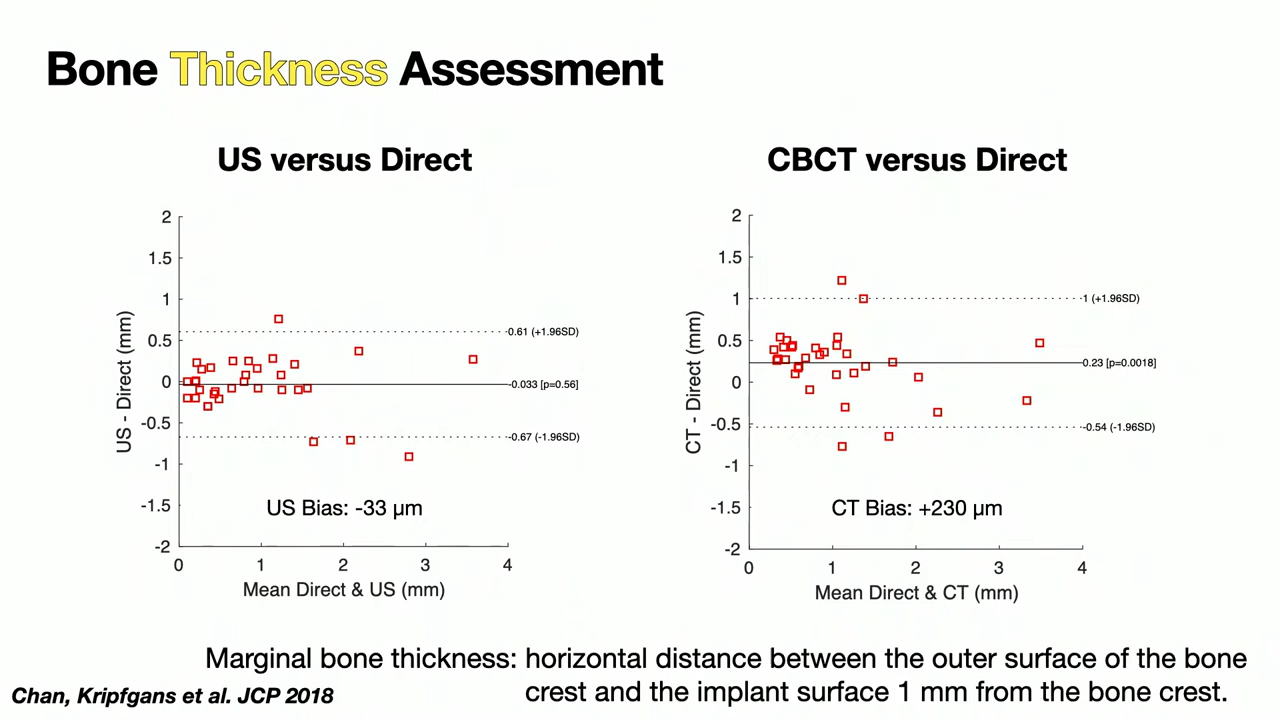 Bone Thickness Assessment
US versus Direct
2
1.5
1
0.5
0
-0.5
-1
-1.5
-2
US - Direct (mm)
0.61 (+1.96SD)
-0.033 [p=0.56]
-0.67 (-1.96SD)
US Bias: -33 µm
0 1 2 3 4
Mean Direct & US (mm)
CBCT versus Direct
2
1.5
1
0.5
0
-0.5
-1
-1.5
-2
CT - Direct (mm)
1 (+1.96SD)
0.23 [p=0.0018]
-0.54 (-1.96SD)
CT Bias: +230 µm
0 1 2 3 4
Mean Direct & CT (mm)
Marginal bone thickness: horizontal distance between the outer surface of the bone
crest and the implant surface 1 mm from the bone crest.
Chan, Kripfgans et al. JCP 2018